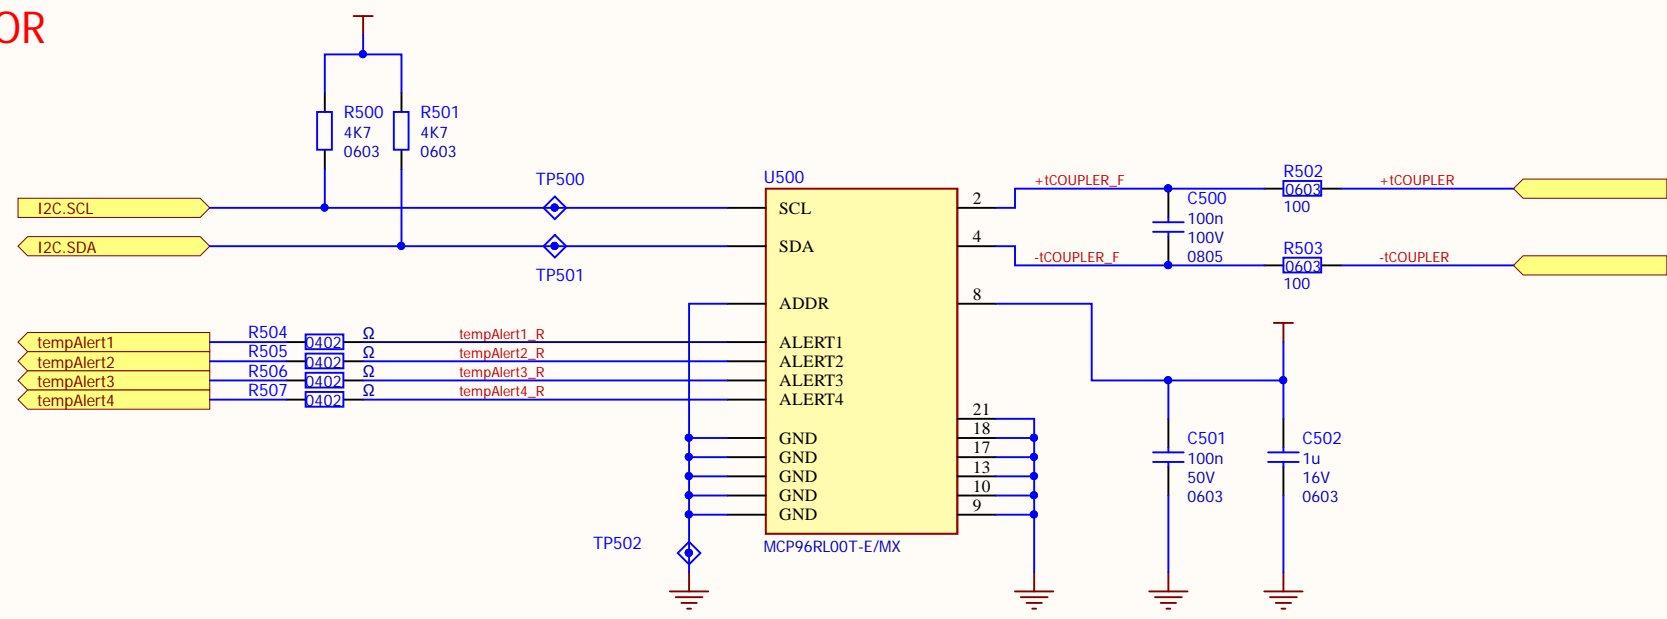 OR
R500
4K7
0603
R501
4K7
0603
I2C.SCL
I2C.SDA
TP500
TP501
U500
SCL
SDA
ADDR
ALERT1
ALERT2
ALERT3
ALERT4
GND
GND
GND
GND
GND
2
4
8
21
18
17
13
10
9
MCP96RL00T-E/MX
tempAlert1
tempAlert2
tempAlert3
tempAlert4
R504 0402 Ω
R505 0402 Ω
R506 0402 Ω
R507 0402 Ω
tempAlert1_R
tempAlert2_R
tempAlert3_R
tempAlert4_R
TP502
+tCOUPLER_F
-tCOUPLER_F
C500
100n
100V
0805
R502
0603
100
R503
0603
100
+tCOUPLER
-tCOUPLER
C501
100n
50V
0603
C502
1u
16V
0603